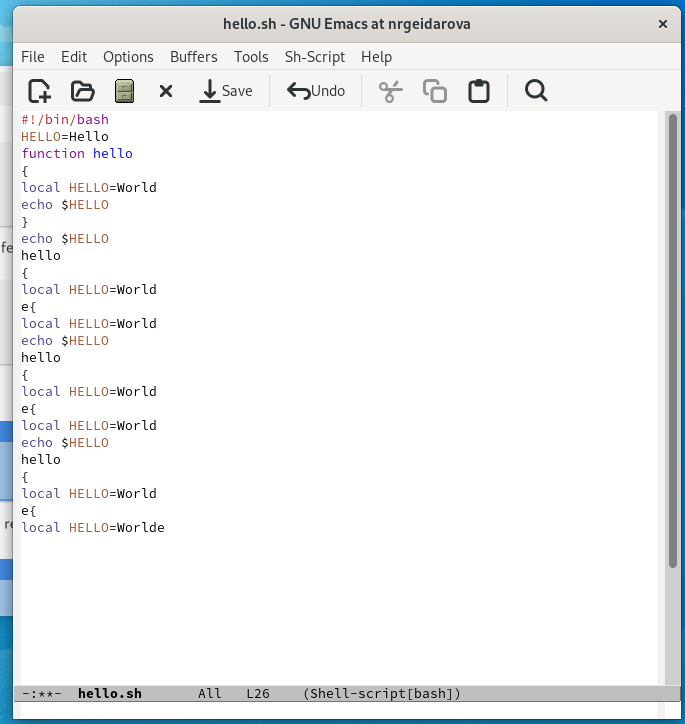 hello.sh - GNU Emacs at nrgeidarova
File Edit Options Buffers Tools Sh-Script Help
Save Undo
#!/bin/bash
HELLO=Hello
function hello
{
local HELLO=World
echo $HELLO
}
echo $HELLO
hello
{
local HELLO=World
e{
local HELLO=World
echo $HELLO
hello
{
local HELLO=World
e{
local HELLO=World
echo $HELLO
hello
{
local HELLO=World
e{
local HELLO=Worlde
fe
re
-:**- hello.sh All L26 (Shell-script[bash])